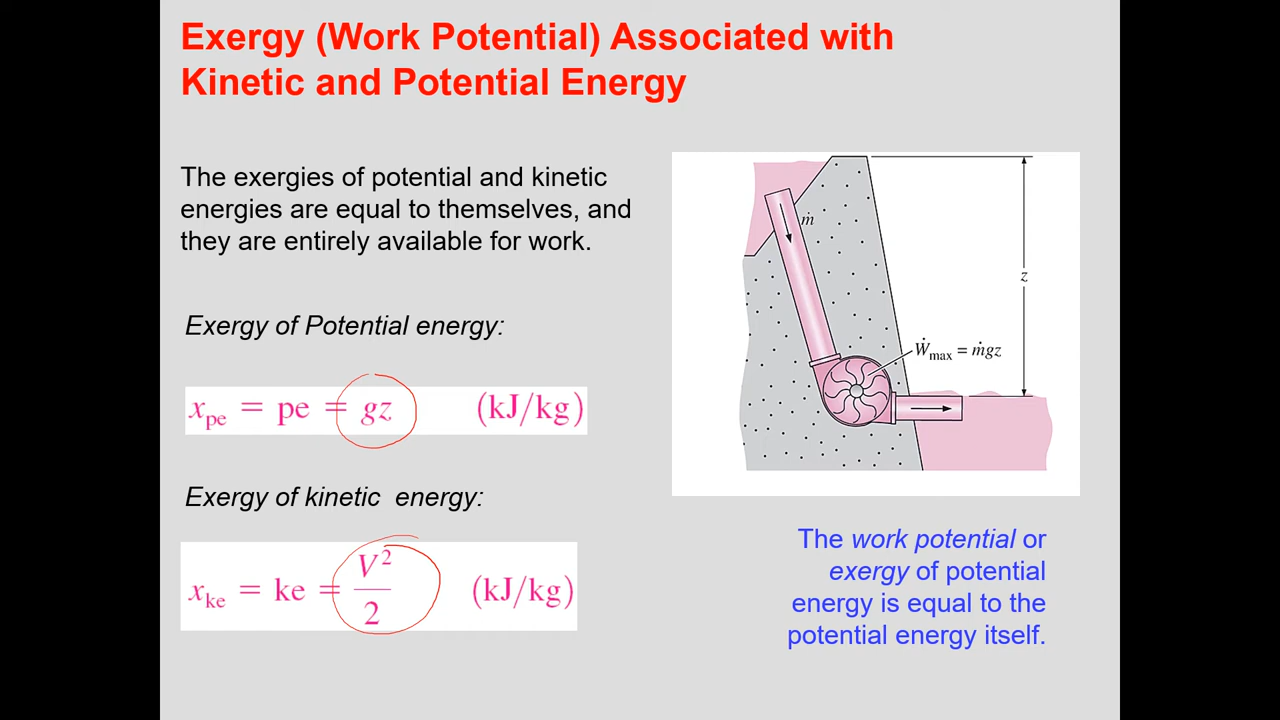 Exergy (Work Potential) Associated with
Kinetic and Potential Energy
The exergies of potential and kinetic
energies are equal to themselves, and
they are entirely available for work.
Exergy of Potential energy:
x_pe = pe = gz (kJ/kg)
Exergy of kinetic energy:
x_ke = ke = V²/2 (kJ/kg)
ṁ
z
Ẇ_max = ṁgz
The work potential or
exergy of potential
energy is equal to the
potential energy itself.